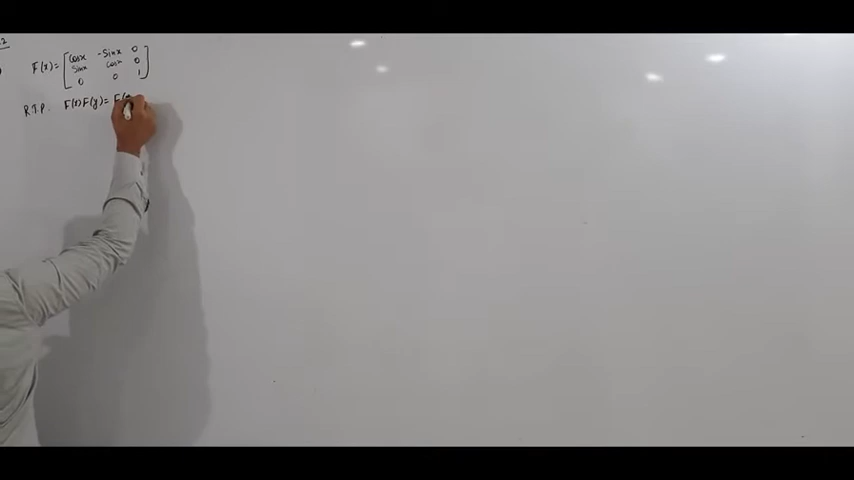 F(x) = [cosx -sinx 0
sinx cosx 0
0 0 1]
R.T.P. F(x)F(y) = F(